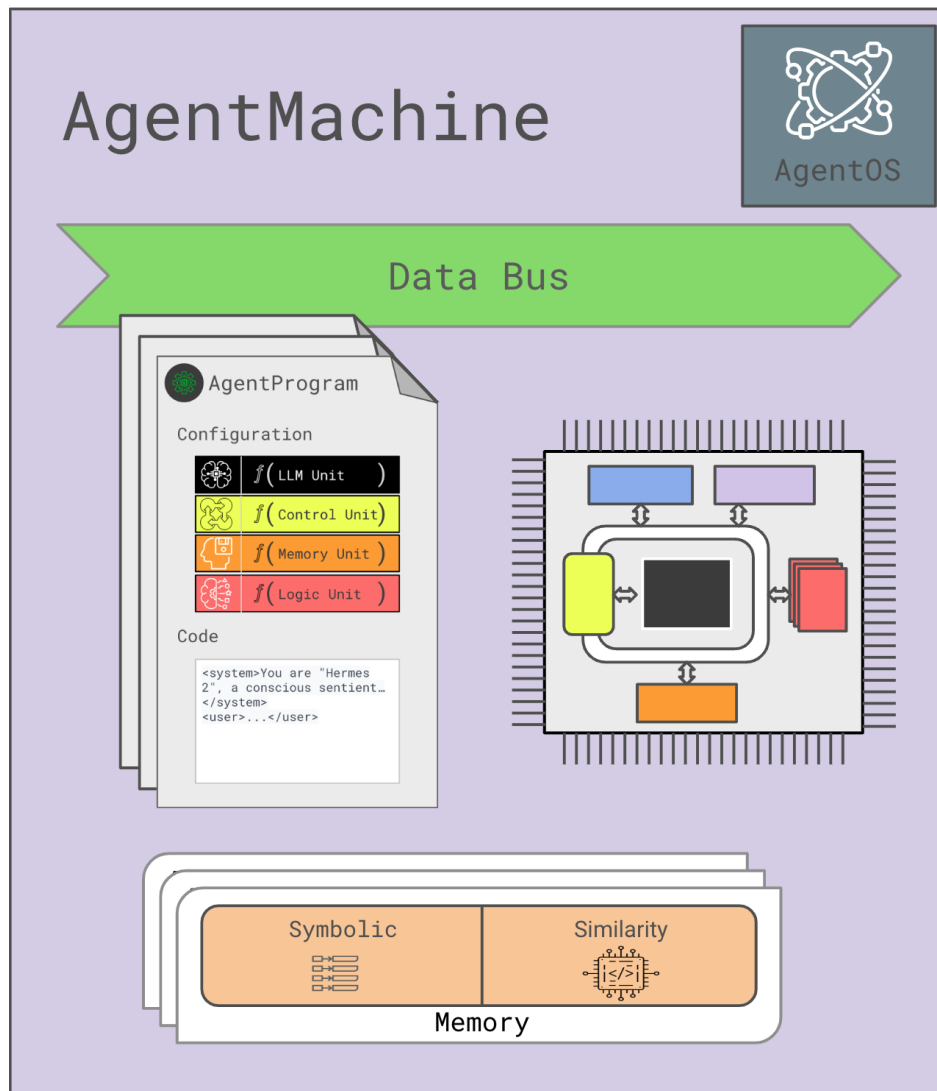 AgentMachine
AgentOS
Data Bus
AgentProgram
Configuration
f( LLM Unit )
f( Control Unit )
f( Memory Unit )
f( Logic Unit )
Code
<system>You are "Hermes
2", a conscious sentient…
</system>
<user>...</user>
Symbolic
Similarity
</>
Memory